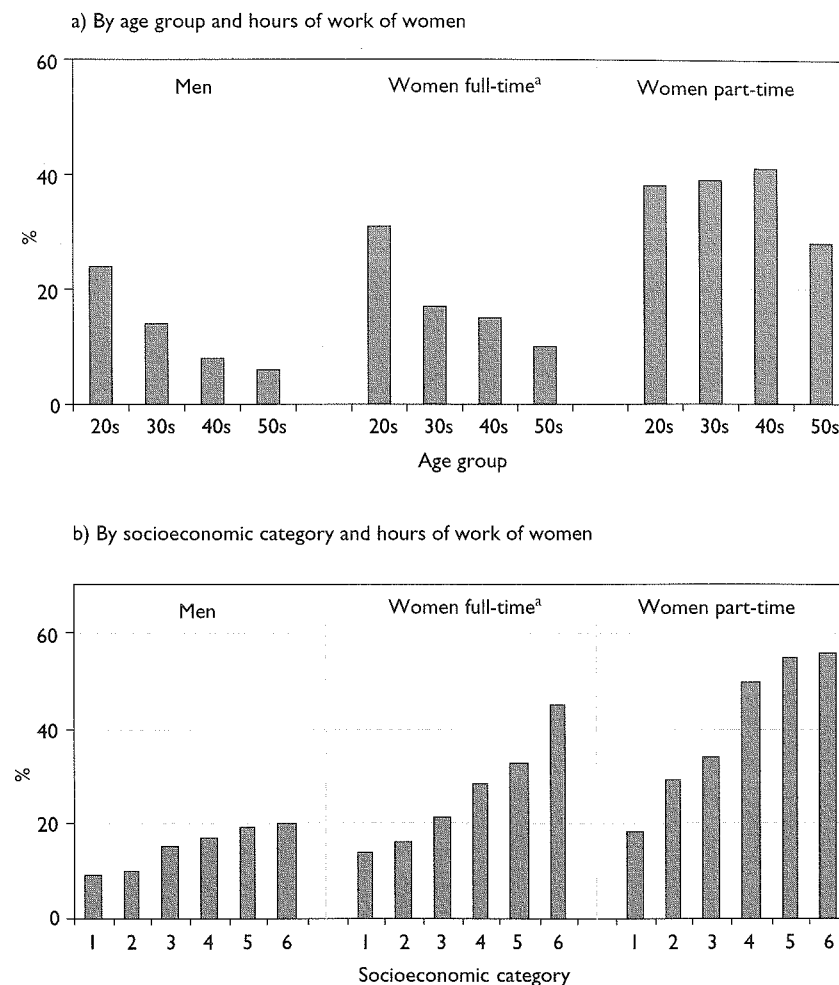 a) By age group and hours of work of women
60
Men Women full-timeᵃ Women part-time
40
%
20
0
20s 30s 40s 50s 20s 30s 40s 50s 20s 30s 40s 50s
Age group
b) By socioeconomic category and hours of work of women
Men Women full-timeᵃ Women part-time
60
40
%
20
0
1 2 3 4 5 6 1 2 3 4 5 6 1 2 3 4 5 6
Socioeconomic category